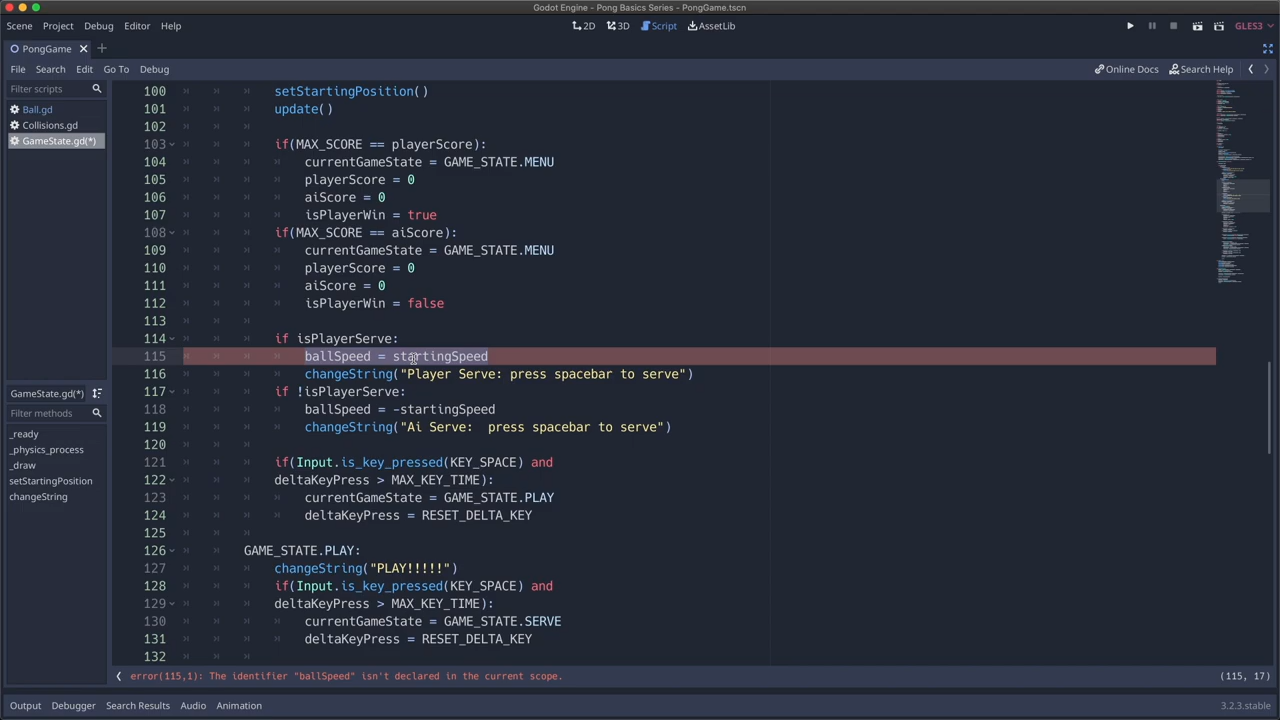 Godot Engine - Pong Basics Series - PongGame.tscn
Scene Project Debug Editor Help
2D 3D Script AssetLib
GLES3
PongGame
File Search Edit Go To Debug
Online Docs Search Help
Filter scripts
Ball.gd
Collisions.gd
GameState.gd(*)
GameState.gd(*)
Filter methods
_ready
_physics_process
_draw
setStartingPosition
changeString
100 setStartingPosition()
101 update()
102
103 if(MAX_SCORE == playerScore):
104 currentGameState = GAME_STATE.MENU
105 playerScore = 0
106 aiScore = 0
107 isPlayerWin = true
108 if(MAX_SCORE == aiScore):
109 currentGameState = GAME_STATE.MENU
110 playerScore = 0
111 aiScore = 0
112 isPlayerWin = false
113
114 if isPlayerServe:
115 ballSpeed = startingSpeed
116 changeString("Player Serve: press spacebar to serve")
117 if !isPlayerServe:
118 ballSpeed = -startingSpeed
119 changeString("Ai Serve:  press spacebar to serve")
120
121 if(Input.is_key_pressed(KEY_SPACE) and
122 deltaKeyPress > MAX_KEY_TIME):
123 currentGameState = GAME_STATE.PLAY
124 deltaKeyPress = RESET_DELTA_KEY
125
126 GAME_STATE.PLAY:
127 changeString("PLAY!!!!!")
128 if(Input.is_key_pressed(KEY_SPACE) and
129 deltaKeyPress > MAX_KEY_TIME):
130 currentGameState = GAME_STATE.SERVE
131 deltaKeyPress = RESET_DELTA_KEY
132
error(115,1): The identifier "ballSpeed" isn't declared in the current scope.
(115, 17)
Output Debugger Search Results Audio Animation
3.2.3.stable